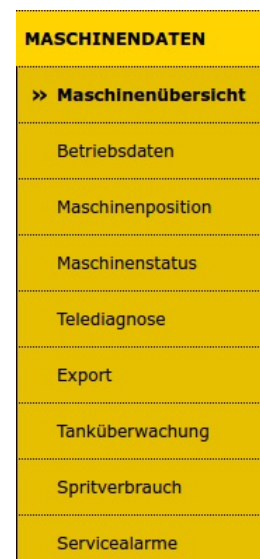 MASCHINENDATEN
» Maschinenübersicht
Betriebsdaten
Maschinenposition
Maschinenstatus
Telediagnose
Export
Tanküberwachung
Spritverbrauch
Servicealarme